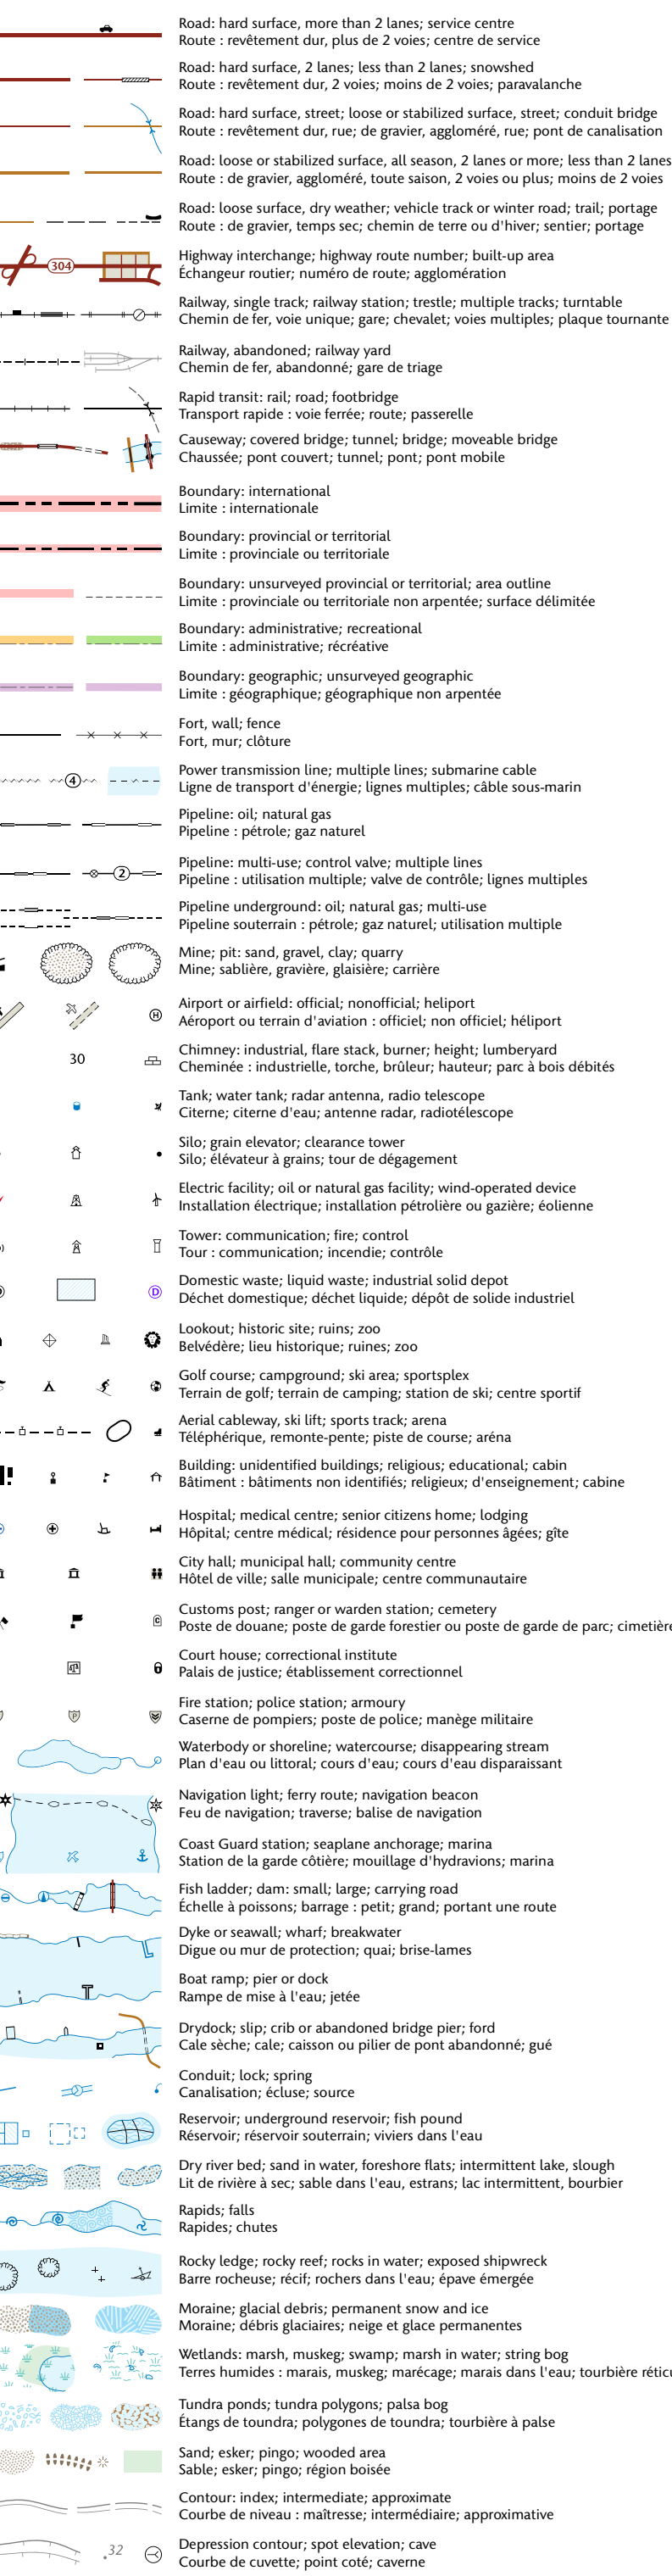 Road: hard surface, more than 2 lanes; service centre
Route : revêtement dur, plus de 2 voies; centre de service
Road: hard surface, 2 lanes; less than 2 lanes; snowshed
Route : revêtement dur, 2 voies; moins de 2 voies; paravalanche
Road: hard surface, street; loose or stabilized surface, street; conduit bridge
Route : revêtement dur, rue; de gravier, aggloméré, rue; pont de canalisation
Road: loose or stabilized surface, all season, 2 lanes or more; less than 2 lanes
Route : de gravier, aggloméré, toute saison, 2 voies ou plus; moins de 2 voies
Road: loose surface, dry weather; vehicle track or winter road; trail; portage
Route : de gravier, temps sec; chemin de terre ou d'hiver; sentier; portage
304
Highway interchange; highway route number; built-up area
Échangeur routier; numéro de route; agglomération
Railway, single track; railway station; trestle; multiple tracks; turntable
Chemin de fer, voie unique; gare; chevalet; voies multiples; plaque tournante
Railway, abandoned; railway yard
Chemin de fer, abandonné; gare de triage
Rapid transit: rail; road; footbridge
Transport rapide : voie ferrée; route; passerelle
Causeway; covered bridge; tunnel; bridge; moveable bridge
Chaussée; pont couvert; tunnel; pont; pont mobile
Boundary: international
Limite : internationale
Boundary: provincial or territorial
Limite : provinciale ou territoriale
Boundary: unsurveyed provincial or territorial; area outline
Limite : provinciale ou territoriale non arpentée; surface délimitée
Boundary: administrative; recreational
Limite : administrative; récréative
Boundary: geographic; unsurveyed geographic
Limite : géographique; géographique non arpentée
Fort, wall; fence
Fort, mur; clôture
4
Power transmission line; multiple lines; submarine cable
Ligne de transport d'énergie; lignes multiples; câble sous-marin
Pipeline: oil; natural gas
Pipeline : pétrole; gaz naturel
2
Pipeline: multi-use; control valve; multiple lines
Pipeline : utilisation multiple; valve de contrôle; lignes multiples
Pipeline underground: oil; natural gas; multi-use
Pipeline souterrain : pétrole; gaz naturel; utilisation multiple
Mine; pit: sand, gravel, clay; quarry
Mine; sablière, gravière, glaisière; carrière
H
Airport or airfield: official; nonofficial; heliport
Aéroport ou terrain d'aviation : officiel; non officiel; héliport
30
Chimney: industrial, flare stack, burner; height; lumberyard
Cheminée : industrielle, torche, brûleur; hauteur; parc à bois débités
Tank; water tank; radar antenna, radio telescope
Citerne; citerne d'eau; antenne radar, radiotélescope
Silo; grain elevator; clearance tower
Silo; élévateur à grains; tour de dégagement
Electric facility; oil or natural gas facility; wind-operated device
Installation électrique; installation pétrolière ou gazière; éolienne
Tower: communication; fire; control
Tour : communication; incendie; contrôle
D
Domestic waste; liquid waste; industrial solid depot
Déchet domestique; déchet liquide; dépôt de solide industriel
Lookout; historic site; ruins; zoo
Belvédère; lieu historique; ruines; zoo
Golf course; campground; ski area; sportsplex
Terrain de golf; terrain de camping; station de ski; centre sportif
Aerial cableway, ski lift; sports track; arena
Téléphérique, remonte-pente; piste de course; aréna
Building: unidentified buildings; religious; educational; cabin
Bâtiment : bâtiments non identifiés; religieux; d'enseignement; cabine
Hospital; medical centre; senior citizens home; lodging
Hôpital; centre médical; résidence pour personnes âgées; gîte
City hall; municipal hall; community centre
Hôtel de ville; salle municipale; centre communautaire
C
Customs post; ranger or warden station; cemetery
Poste de douane; poste de garde forestier ou poste de garde de parc; cimetière
Court house; correctional institute
Palais de justice; établissement correctionnel
P
Fire station; police station; armoury
Caserne de pompiers; poste de police; manège militaire
Waterbody or shoreline; watercourse; disappearing stream
Plan d'eau ou littoral; cours d'eau; cours d'eau disparaissant
Navigation light; ferry route; navigation beacon
Feu de navigation; traverse; balise de navigation
Coast Guard station; seaplane anchorage; marina
Station de la garde côtière; mouillage d'hydravions; marina
Fish ladder; dam: small; large; carrying road
Échelle à poissons; barrage : petit; grand; portant une route
Dyke or seawall; wharf; breakwater
Digue ou mur de protection; quai; brise-lames
Boat ramp; pier or dock
Rampe de mise à l'eau; jetée
Drydock; slip; crib or abandoned bridge pier; ford
Cale sèche; cale; caisson ou pilier de pont abandonné; gué
Conduit; lock; spring
Canalisation; écluse; source
Reservoir; underground reservoir; fish pound
Réservoir; réservoir souterrain; viviers dans l'eau
Dry river bed; sand in water, foreshore flats; intermittent lake, slough
Lit de rivière à sec; sable dans l'eau, estrans; lac intermittent, bourbier
Rapids; falls
Rapides; chutes
Rocky ledge; rocky reef; rocks in water; exposed shipwreck
Barre rocheuse; récif; rochers dans l'eau; épave émergée
Moraine; glacial debris; permanent snow and ice
Moraine; débris glaciaires; neige et glace permanentes
Wetlands: marsh, muskeg; swamp; marsh in water; string bog
Terres humides : marais, muskeg; marécage; marais dans l'eau; tourbière
Tundra ponds; tundra polygons; palsa bog
Étangs de toundra; polygones de toundra; tourbière à palse
Sand; esker; pingo; wooded area
Sable; esker; pingo; région boisée
Contour: index; intermediate; approximate
Courbe de niveau : maîtresse; intermédiaire; approximative
32
Depression contour; spot elevation; cave
Courbe de cuvette; point coté; caverne